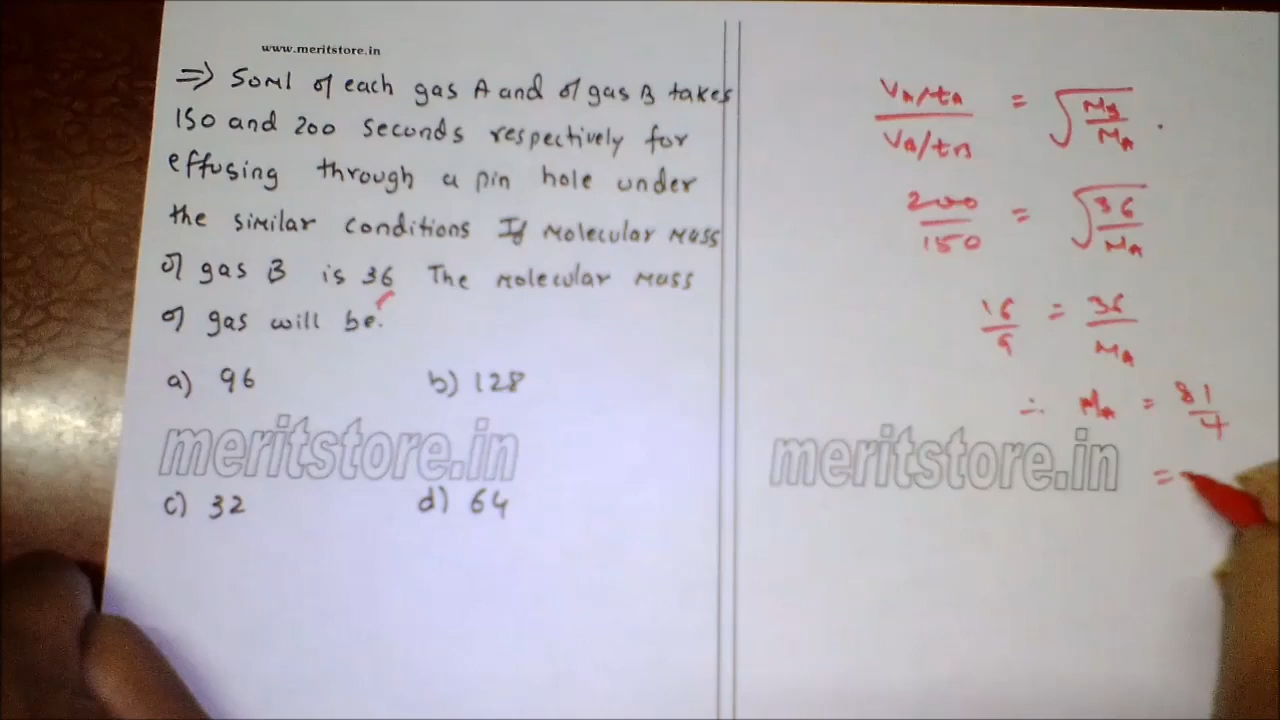 www.meritstore.in
⇒ 50ml of each gas A and of gas B takes
150 and 200 seconds respectively for
effusing through a pin hole under
the similar conditions If molecular mass
of gas B is 36 The molecular mass
of gas will be.
a) 96 b) 128
meritstore.in
c) 32 d) 64
VA/tA / VB/tB = √(MB/MA) .
200/150 = √(36/MA)
16/9 = 36/MA
∴ MA = 81/4
meritstore.in
=